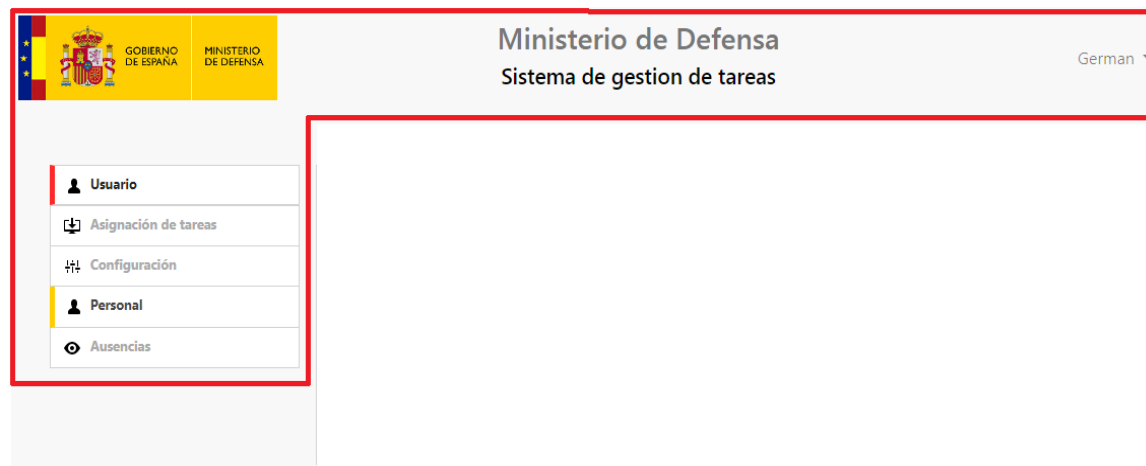 GOBIERNO
DE ESPAÑA
MINISTERIO
DE DEFENSA
Ministerio de Defensa
Sistema de gestion de tareas
German
Usuario
Asignación de tareas
Configuración
Personal
Ausencias